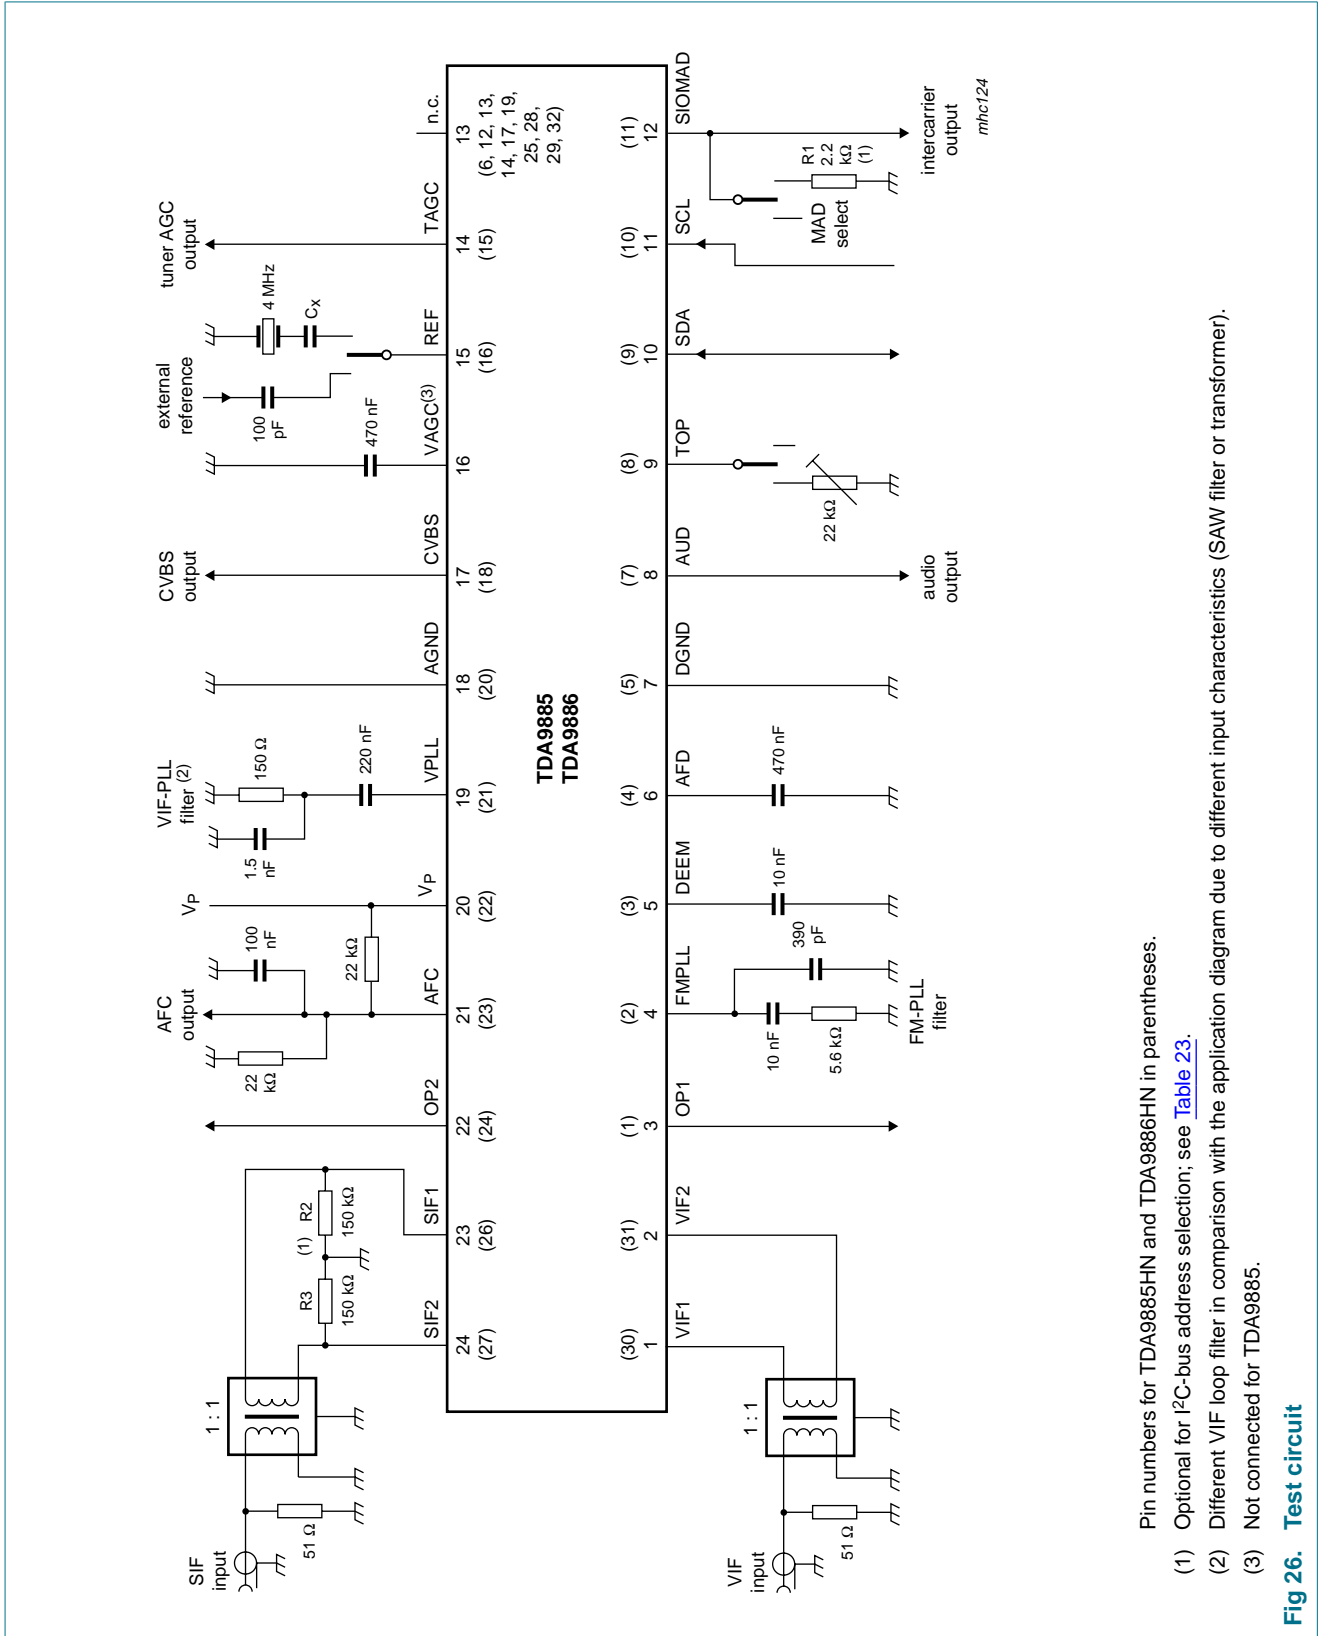 SIF
input
51 Ω
1 : 1
R3
150 kΩ
(1)
R2
150 kΩ
22
kΩ
AFC
output
100
nF
22 kΩ
VP
VIF-PLL
filter (2)
1.5
nF
150 Ω
220 nF
CVBS
output
470 nF
external
reference
100
pF
4 MHz
CX
tuner AGC
output
SIF2
SIF1
OP2
AFC
VP
VPLL
AGND
CVBS
VAGC(3)
REF
TAGC
n.c.
24
(27)
23
(26)
22
(24)
21
(23)
20
(22)
19
(21)
18
(20)
17
(18)
16
15
(16)
14
(15)
13
(6, 12, 13,
14, 17, 19,
25, 28,
29, 32)
TDA9885
TDA9886
(30)
1
(31)
2
(1)
3
(2)
4
(3)
5
(4)
6
(5)
7
(7)
8
(8)
9
(9)
10
(10)
11
(11)
12
VIF1
VIF2
OP1
FMPLL
DEEM
AFD
DGND
AUD
TOP
SDA
SCL
SIOMAD
VIF
input
51 Ω
1 : 1
10 nF
5.6 kΩ
390
pF
FM-PLL
filter
10 nF
470 nF
audio
output
22 kΩ
MAD
select
R1
2.2
kΩ
(1)
intercarrier
output
mhc124
Pin numbers for TDA9885HN and TDA9886HN in parentheses.
(1) Optional for I²C-bus address selection; see Table 23.
(2) Different VIF loop filter in comparison with the application diagram due to different input characteristics (SAW filter or transformer).
(3) Not connected for TDA9885.
Fig 26. Test circuit